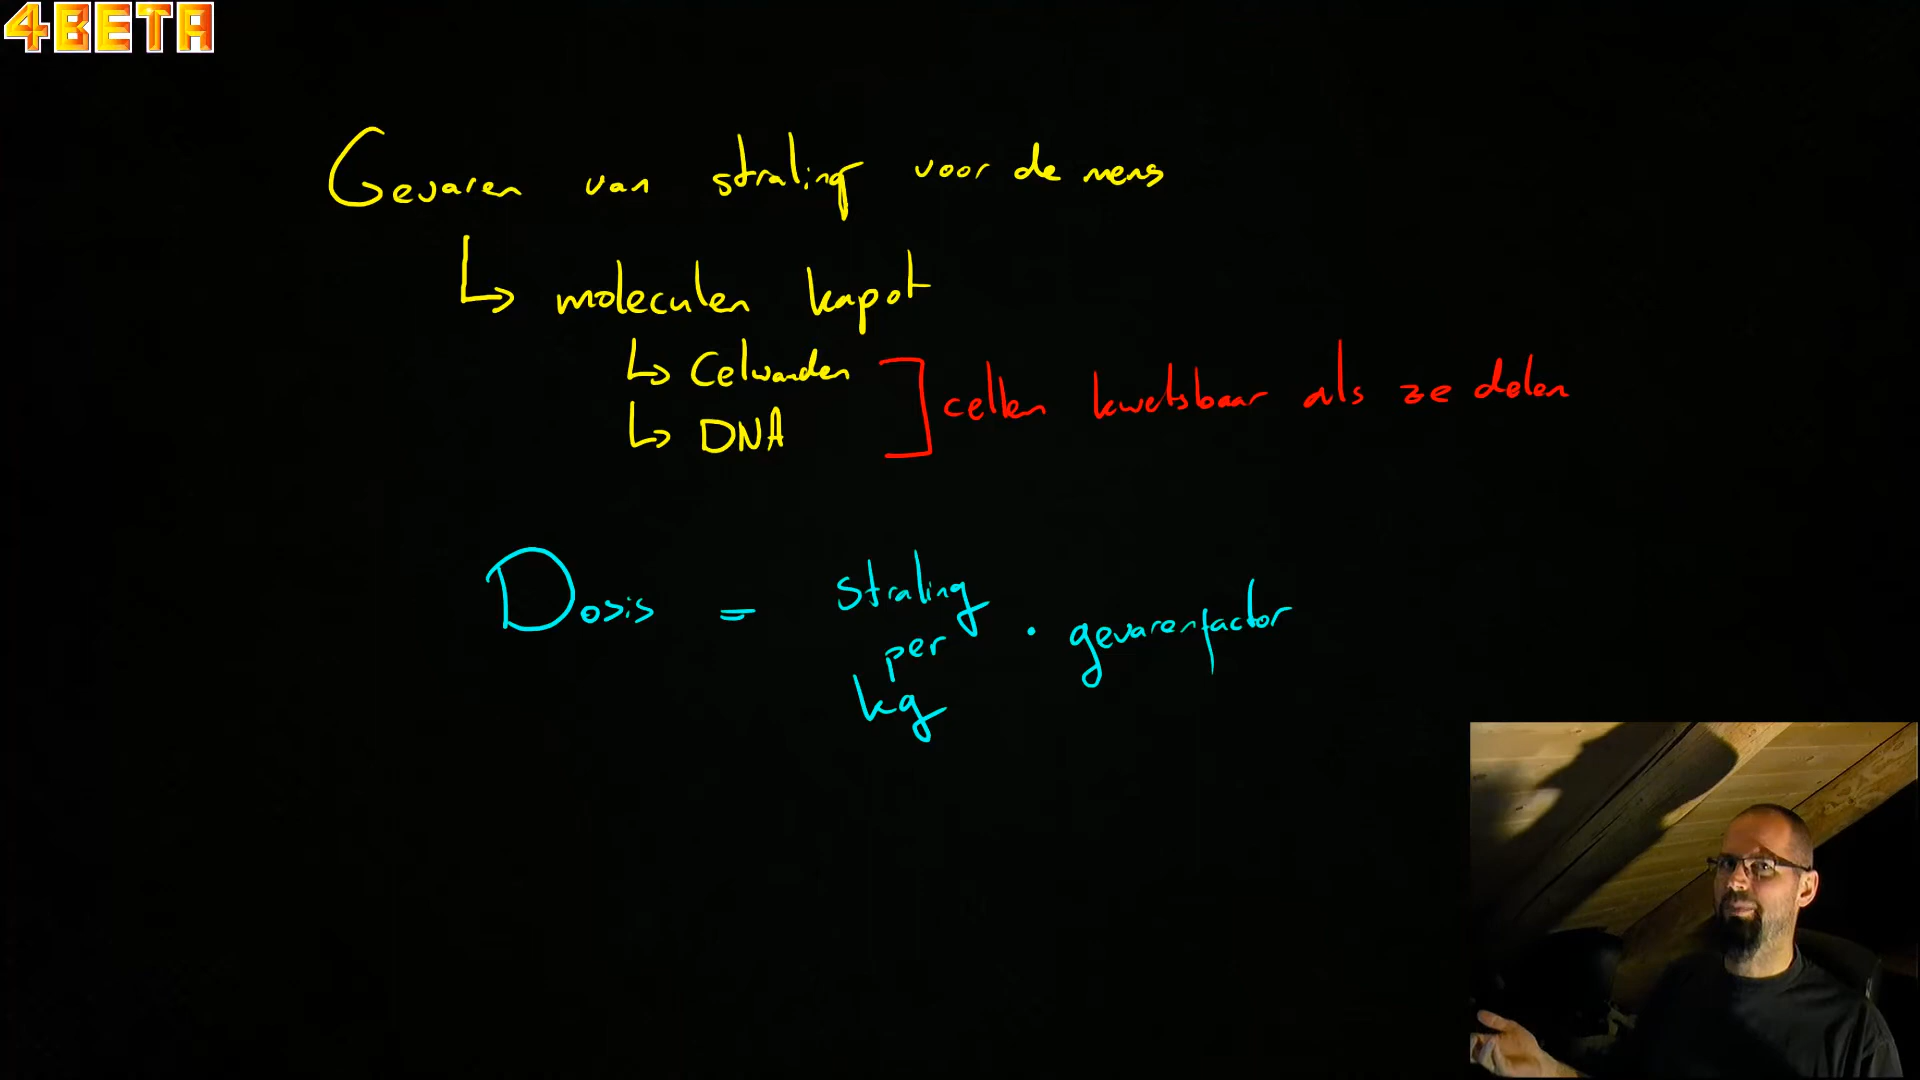 4BETA
Gevaren van straling voor de mens
↳ moleculen kapot
↳ Celwanden
↳ DNA
cellen kwetsbaar als ze delen
Dosis = straling per kg · gevarenfactor